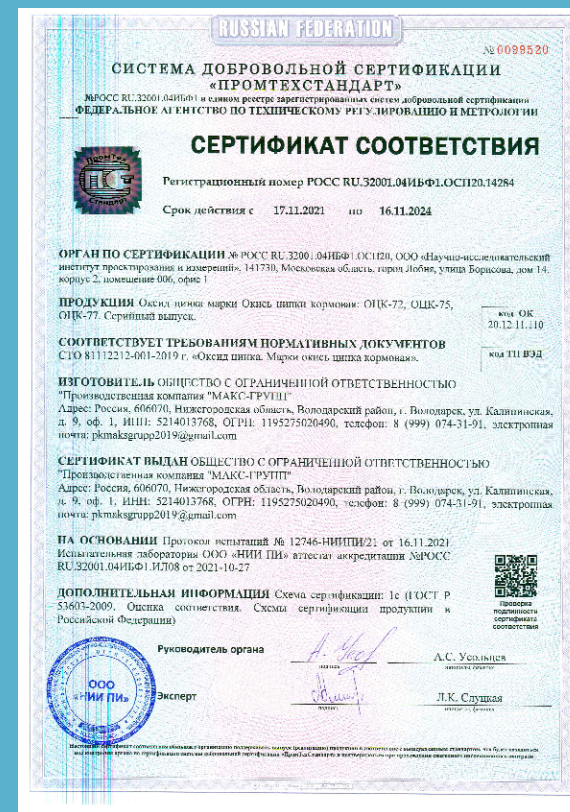 RUSSIAN FEDERATION
№0099520
СИСТЕМА ДОБРОВОЛЬНОЙ СЕРТИФИКАЦИИ
«ПРОМТЕХСТАНДАРТ»
№РОСС RU.32001.04ИБФ1 в едином реестре зарегистрированных систем добровольной сертификации
ФЕДЕРАЛЬНОЕ АГЕНТСТВО ПО ТЕХНИЧЕСКОМУ РЕГУЛИРОВАНИЮ И МЕТРОЛОГИИ
ПромТех
Стандарт
СЕРТИФИКАТ СООТВЕТСТВИЯ
Регистрационный номер РОСС RU.32001.04ИБФ1.ОСП20.14284
Срок действия с 17.11.2021 по 16.11.2024
ОРГАН ПО СЕРТИФИКАЦИИ № РОСС RU.32001.04ИБФ1.ОСП20, ООО «Научно-исследовательский
институт проектирования и измерений», 141730, Московская область, город Лобня, улица Борисова, дом 14,
корпус 2, помещение 006, офис 1
ПРОДУКЦИЯ Оксид цинка марки Окись цинка кормовая: ОЦК-72, ОЦК-75,
ОЦК-77. Серийный выпуск.
код ОК
20.12.11.110
СООТВЕТСТВУЕТ ТРЕБОВАНИЯМ НОРМАТИВНЫХ ДОКУМЕНТОВ
СТО 81112212-001-2019 г. «Оксид цинка. Марки окись цинка кормовая».
код ТН ВЭД
ИЗГОТОВИТЕЛЬ ОБЩЕСТВО С ОГРАНИЧЕННОЙ ОТВЕТСТВЕННОСТЬЮ
"Производственная компания "МАКС-ГРУПП"
Адрес: Россия, 606070, Нижегородская область, Володарский район, г. Володарск, ул. Калининская,
д. 9, оф. 1, ИНН: 5214013768, ОГРН: 1195275020490, телефон: 8 (999) 074-31-91, электронная
почта: pkmaksgrupp2019@gmail.com
СЕРТИФИКАТ ВЫДАН ОБЩЕСТВО С ОГРАНИЧЕННОЙ ОТВЕТСТВЕННОСТЬЮ
"Производственная компания "МАКС-ГРУПП"
Адрес: Россия, 606070, Нижегородская область, Володарский район, г. Володарск, ул. Калининская,
д. 9, оф. 1, ИНН: 5214013768, ОГРН: 1195275020490, телефон: 8 (999) 074-31-91, электронная
почта: pkmaksgrupp2019@gmail.com
НА ОСНОВАНИИ Протокол испытаний № 12746-НИИПИ/21 от 16.11.2021
Испытательная лаборатория ООО «НИИ ПИ» аттестат аккредитации №РОСС
RU.32001.04ИБФ1.ИЛ08 от 2021-10-27
ДОПОЛНИТЕЛЬНАЯ ИНФОРМАЦИЯ Схема сертификации: 1с (ГОСТ Р
53603-2009. Оценка соответствия. Схемы сертификации продукции в
Российской Федерации)
Проверка
подлинности
сертификата
соответствия
Руководитель органа
подпись
А.С. Усольцев
инициалы, фамилия
ООО
«НИИ ПИ»
Эксперт
подпись
Л.К. Слуцкая
инициалы, фамилия